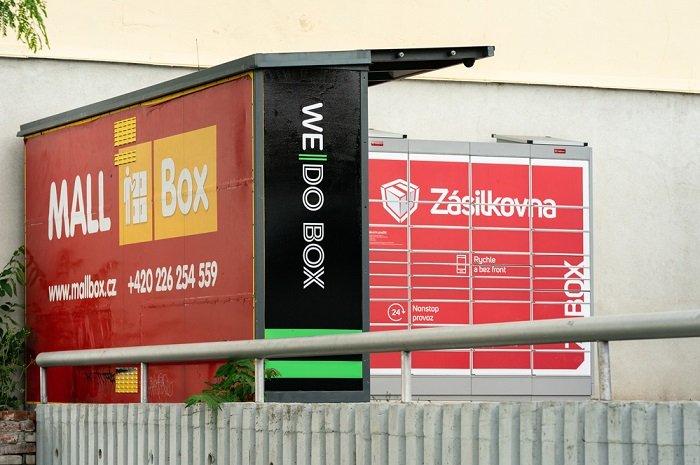 MALL Box
www.mallbox.cz +420 226 254 559
WE||DO BOX
Zásilkovna
Rychle
a bez front
24
Nonstop
provoz
BOX